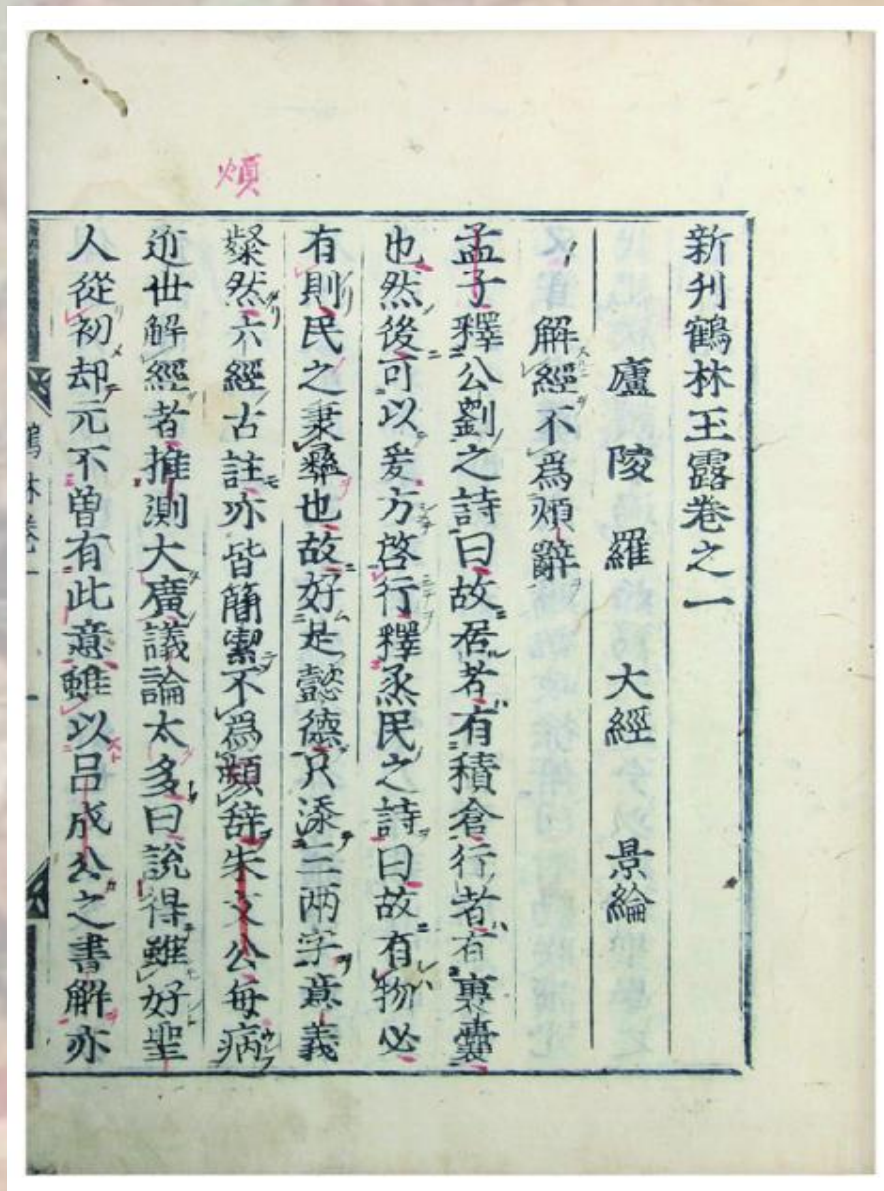 新刋鶴林玉露卷之一
廬陵羅大經景綸
解經不爲煩辭
孟子釋公劉之詩曰故居者有積倉行者有裹囊
也然後可以爰方啓行釋烝民之詩曰故有物必
有則民之秉彝也故好是懿德只添三两字意義
粲然六經古註亦皆簡潔不爲頻辞朱文公每病
近世解經者推測太廣議論太多曰說得雖好聖
人從初却元不曾有此意雖以吕成公之書解亦
煩
鶴林卷一